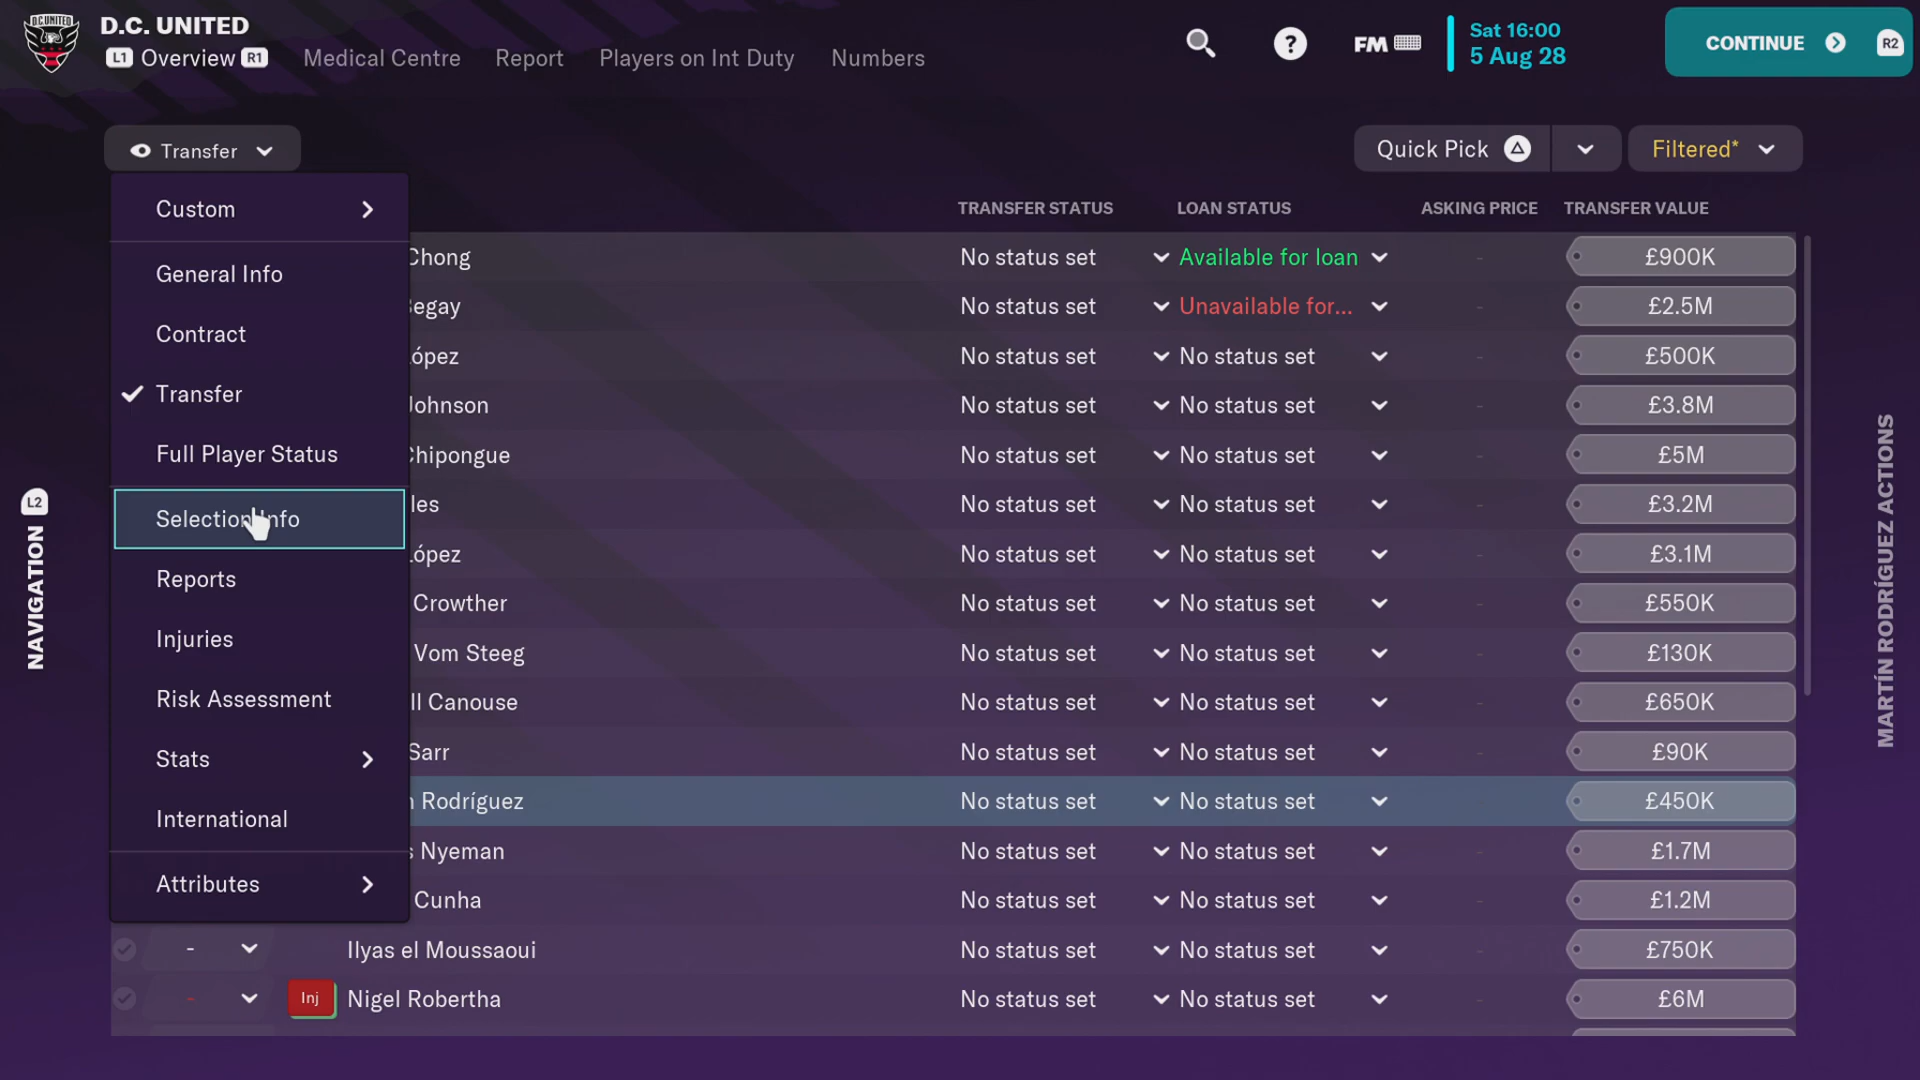 D.C. UNITED
L1 Overview R1 Medical Centre Report Players on Int Duty Numbers
FM
Sat 16:00
5 Aug 28
CONTINUE R2
Transfer
Quick Pick
Filtered*
TRANSFER STATUS LOAN STATUS ASKING PRICE TRANSFER VALUE
Custom
General Info
Contract
Transfer
Full Player Status
Selection Info
Reports
Injuries
Risk Assessment
Stats
International
Attributes
Chong No status set Available for loan - £900K
Segay No status set Unavailable for... - £2.5M
López No status set No status set - £500K
Johnson No status set No status set - £3.8M
Chipongue No status set No status set - £5M
les No status set No status set - £3.2M
López No status set No status set - £3.1M
Crowther No status set No status set - £550K
Vom Steeg No status set No status set - £130K
ll Canouse No status set No status set - £650K
Sarr No status set No status set - £90K
n Rodríguez No status set No status set - £450K
s Nyeman No status set No status set - £1.7M
Cunha No status set No status set - £1.2M
- Ilyas el Moussaoui No status set No status set - £750K
- Inj Nigel Robertha No status set No status set - £6M
L2
NAVIGATION
MARTÍN RODRÍGUEZ ACTIONS